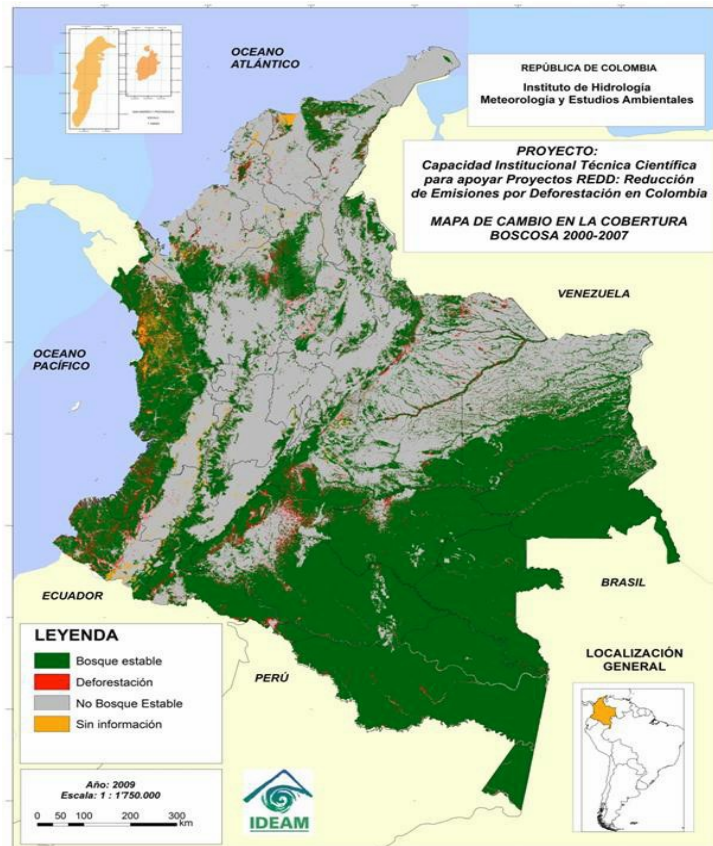 OCEANO
ATLÁNTICO
REPÚBLICA DE COLOMBIA
Instituto de Hidrología
Meteorología y Estudios Ambientales
PROYECTO:
Capacidad Institucional Técnica Científica
para apoyar Proyectos REDD: Reducción
de Emisiones por Deforestación en Colombia
MAPA DE CAMBIO EN LA COBERTURA
BOSCOSA 2000-2007
VENEZUELA
OCEANO
PACÍFICO
ECUADOR
BRASIL
PERÚ
LEYENDA
Bosque estable
Deforestación
No Bosque Estable
Sin información
LOCALIZACIÓN
GENERAL
Año: 2009
Escala: 1 : 1'750.000
0 50 100 200 300
km
IDEAM